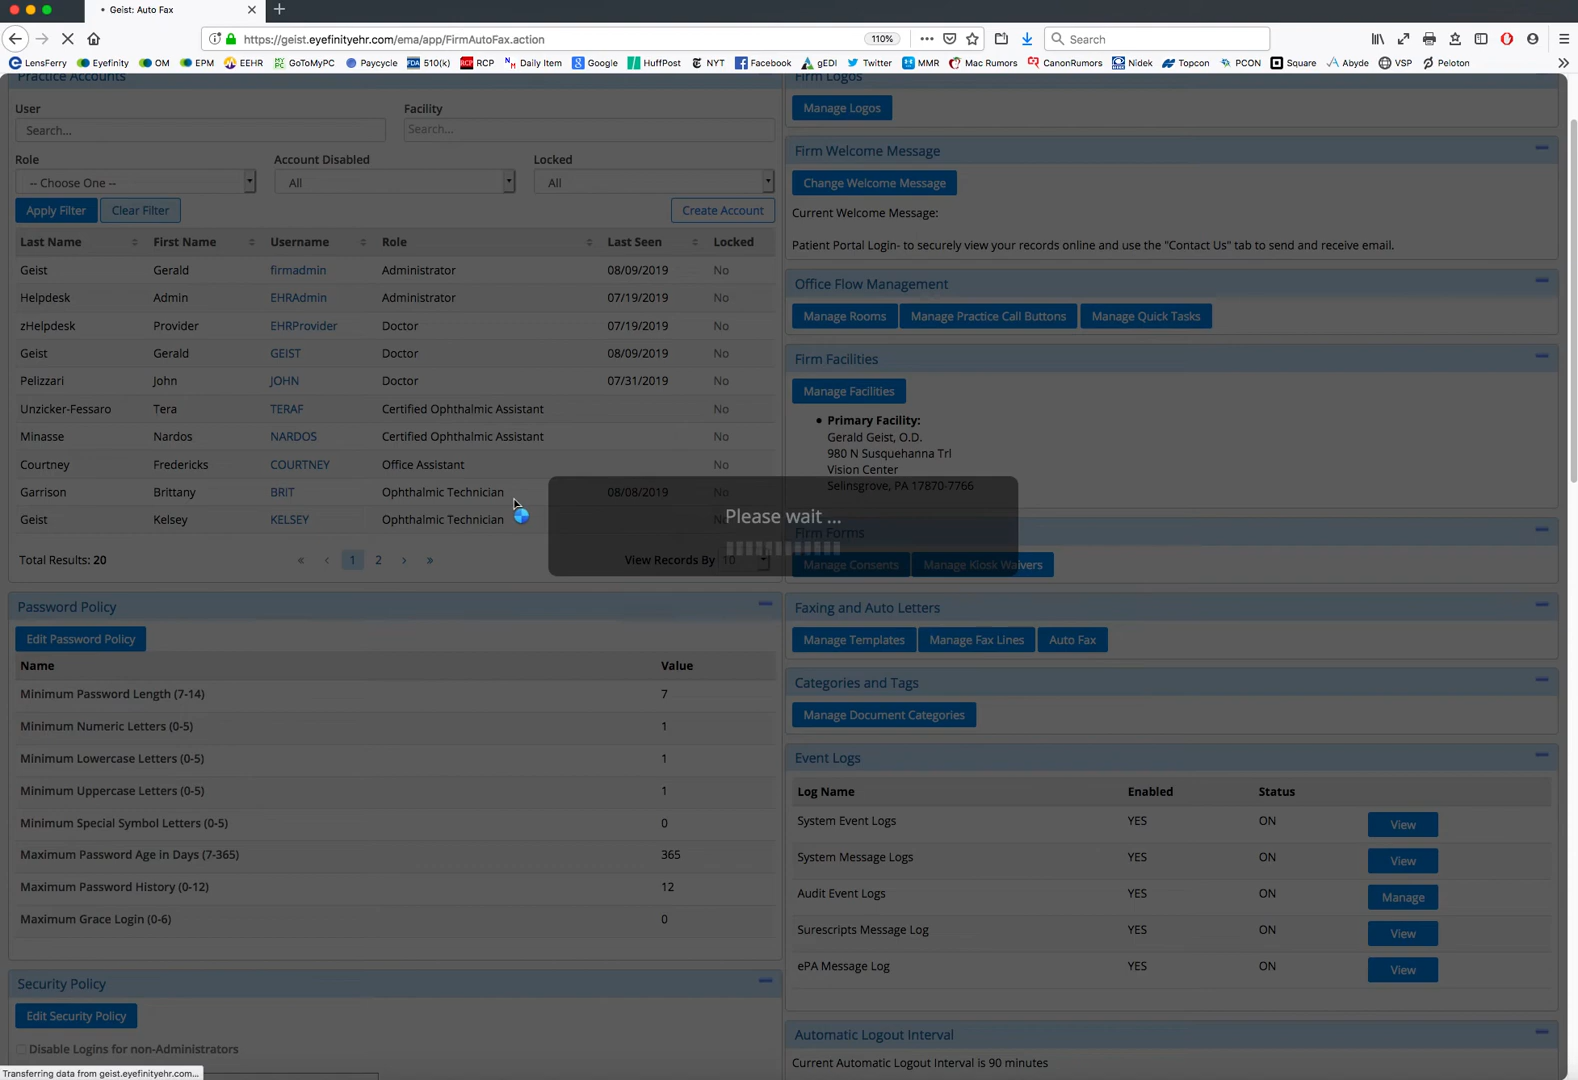 Geist: Auto Fax
https://geist.eyefinityehr.com/ema/app/FirmAutoFax.action
110%
Search
LensFerry Eyefinity OM EPM EEHR GoToMyPC Paycycle 510(k) RCP Daily Item Google HuffPost NYT Facebook gEDI Twitter MMR Mac Rumors CanonRumors Nidek Topcon PCON Square Abyde VSP Peloton
Practice Accounts
User Facility
Search... Search...
Role Account Disabled Locked
-- Choose One -- All All
Apply Filter Clear Filter Create Account
Last Name First Name Username Role Last Seen Locked
Geist Gerald firmadmin Administrator 08/09/2019 No
Helpdesk Admin EHRAdmin Administrator 07/19/2019 No
zHelpdesk Provider EHRProvider Doctor 07/19/2019 No
Geist Gerald GEIST Doctor 08/09/2019 No
Pelizzari John JOHN Doctor 07/31/2019 No
Unzicker-Fessaro Tera TERAF Certified Ophthalmic Assistant No
Minasse Nardos NARDOS Certified Ophthalmic Assistant No
Courtney Fredericks COURTNEY Office Assistant No
Garrison Brittany BRIT Ophthalmic Technician 08/08/2019 No
Geist Kelsey KELSEY Ophthalmic Technician No
Total Results: 20 « ‹ 1 2 › » View Records By 10
Please wait ...
Password Policy
Edit Password Policy
Name Value
Minimum Password Length (7-14) 7
Minimum Numeric Letters (0-5) 1
Minimum Lowercase Letters (0-5) 1
Minimum Uppercase Letters (0-5) 1
Minimum Special Symbol Letters (0-5) 0
Maximum Password Age in Days (7-365) 365
Maximum Password History (0-12) 12
Maximum Grace Login (0-6) 0
Security Policy
Edit Security Policy
Disable Logins for non-Administrators
Transferring data from geist.eyefinityehr.com...
Firm Logos
Manage Logos
Firm Welcome Message
Change Welcome Message
Current Welcome Message:
Patient Portal Login- to securely view your records online and use the "Contact Us" tab to send and receive email.
Office Flow Management
Manage Rooms Manage Practice Call Buttons Manage Quick Tasks
Firm Facilities
Manage Facilities
• Primary Facility:
Gerald Geist, O.D.
980 N Susquehanna Trl
Vision Center
Selinsgrove, PA 17870-7766
Firm Forms
Manage Consents Manage Kiosk Waivers
Faxing and Auto Letters
Manage Templates Manage Fax Lines Auto Fax
Categories and Tags
Manage Document Categories
Event Logs
Log Name Enabled Status
System Event Logs YES ON View
System Message Logs YES ON View
Audit Event Logs YES ON Manage
Surescripts Message Log YES ON View
ePA Message Log YES ON View
Automatic Logout Interval
Current Automatic Logout Interval is 90 minutes